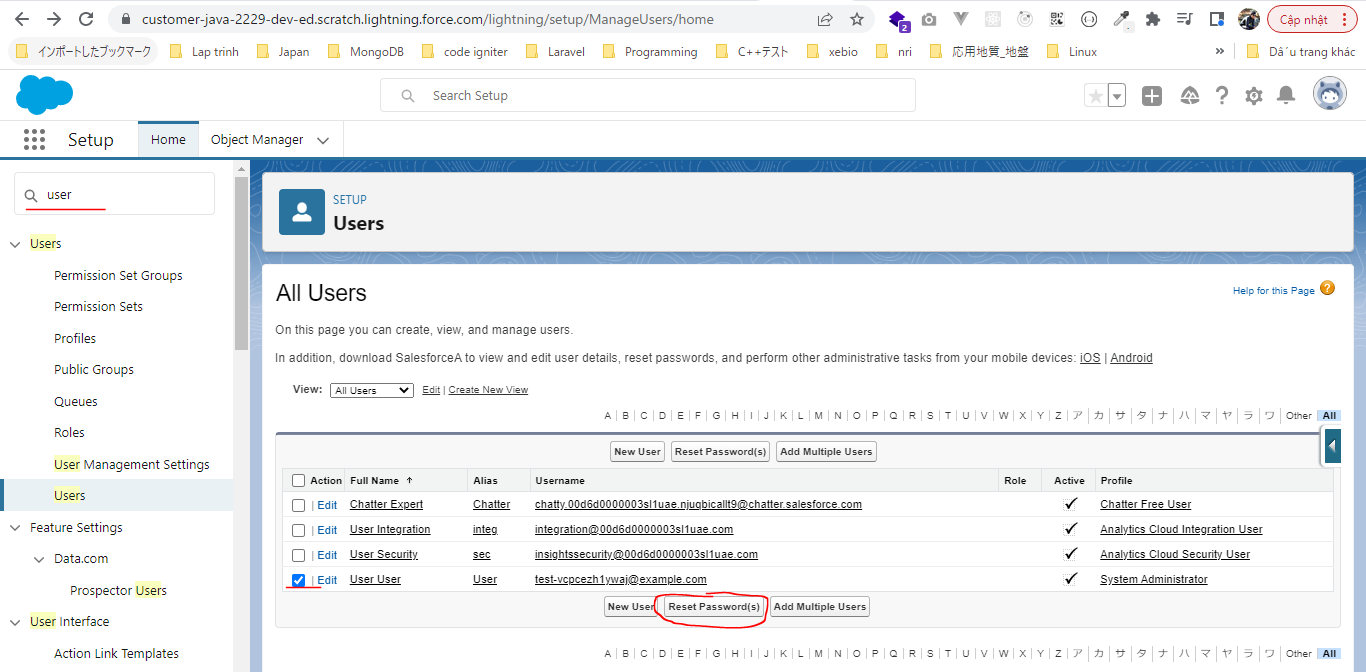 customer-java-2229-dev-ed.scratch.lightning.force.com/lightning/setup/ManageUsers/home
2
Cập nhật
インポートしたブックマーク Lap trinh Japan MongoDB code igniter Laravel Programming C++テスト xebio nri 応用地質_地盤 Linux » Dấu trang khác
Search Setup
Setup Home Object Manager
user
Users
Permission Set Groups
Permission Sets
Profiles
Public Groups
Queues
Roles
User Management Settings
Users
Feature Settings
Data.com
Prospector Users
User Interface
Action Link Templates
SETUP
Users
All Users
Help for this Page ?
On this page you can create, view, and manage users.
In addition, download SalesforceA to view and edit user details, reset passwords, and perform other administrative tasks from your mobile devices: iOS | Android
View: All Users Edit | Create New View
A | B | C | D | E | F | G | H | I | J | K | L | M | N | O | P | Q | R | S | T | U | V | W | X | Y | Z | ア | カ | サ | タ | ナ | ハ | マ | ヤ | ラ | ワ | Other All
New User Reset Password(s) Add Multiple Users
Action Full Name ↑ Alias Username Role Active Profile
| Edit Chatter Expert Chatter chatty.00d6d0000003sl1uae.njuqbicallt9@chatter.salesforce.com ✓ Chatter Free User
| Edit User Integration integ integration@00d6d0000003sl1uae.com ✓ Analytics Cloud Integration User
| Edit User Security sec insightssecurity@00d6d0000003sl1uae.com ✓ Analytics Cloud Security User
| Edit User User User test-vcpcezh1ywaj@example.com ✓ System Administrator
New User Reset Password(s) Add Multiple Users
A | B | C | D | E | F | G | H | I | J | K | L | M | N | O | P | Q | R | S | T | U | V | W | X | Y | Z | ア | カ | サ | タ | ナ | ハ | マ | ヤ | ラ | ワ | Other All